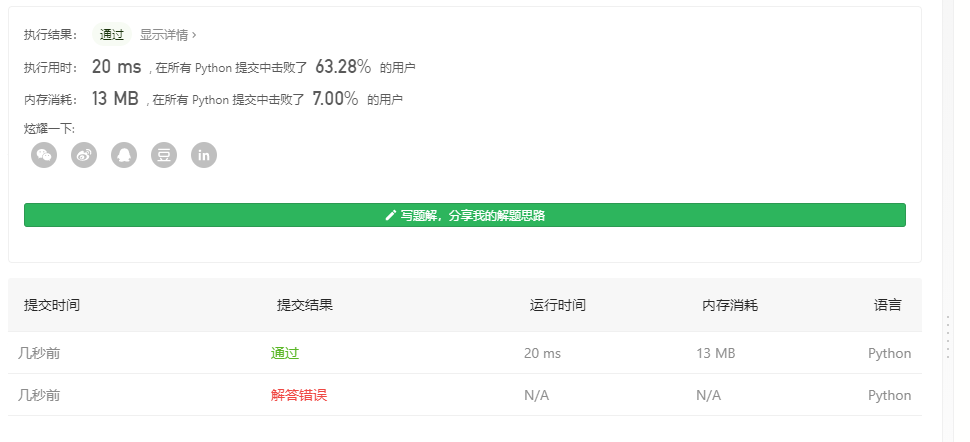 执行结果： 通过 显示详情 ›
执行用时： 20 ms , 在所有 Python 提交中击败了 63.28% 的用户
内存消耗： 13 MB , 在所有 Python 提交中击败了 7.00% 的用户
炫耀一下:
豆 in
写题解，分享我的解题思路
提交时间 提交结果 运行时间 内存消耗 语言
几秒前 通过 20 ms 13 MB Python
几秒前 解答错误 N/A N/A Python